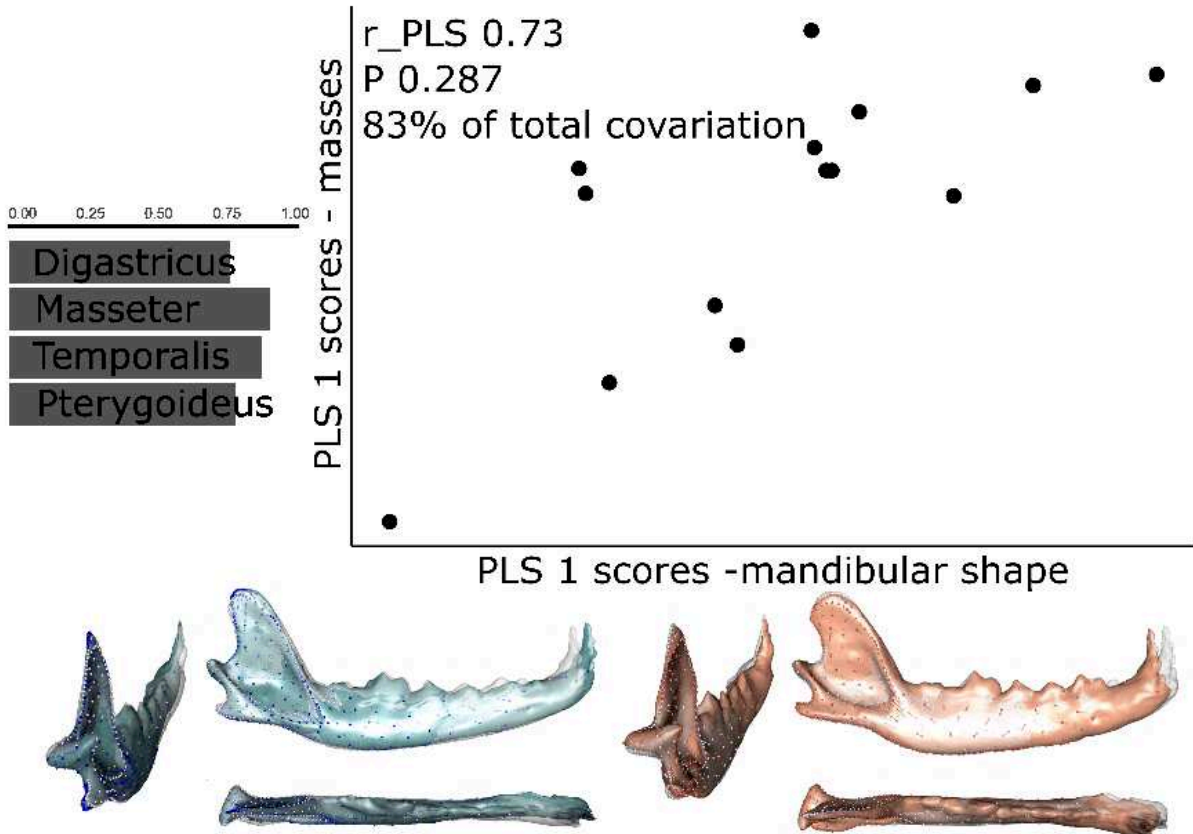 r_PLS 0.73
P 0.287
83% of total covariation
PLS 1 scores - masses
0.00 0.25 0.50 0.75 1.00
Digastricus
Masseter
Temporalis
Pterygoideus
PLS 1 scores -mandibular shape